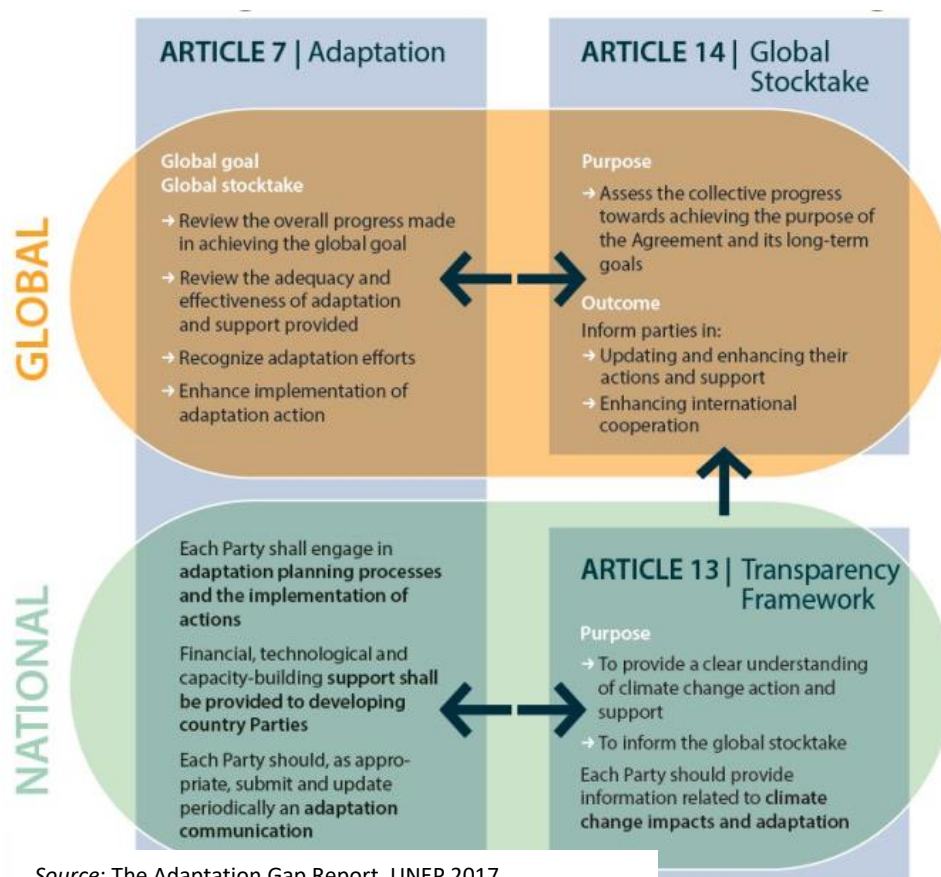 ARTICLE 7 | Adaptation
Global goal
Global stocktake
→ Review the overall progress made
in achieving the global goal
→ Review the adequacy and
effectiveness of adaptation
and support provided
→ Recognize adaptation efforts
→ Enhance implementation of
adaptation action
ARTICLE 14 | Global
Stocktake
Purpose
→ Assess the collective progress
towards achieving the purpose of
the Agreement and its long-term
goals
Outcome
Inform parties in:
→ Updating and enhancing their
actions and support
→ Enhancing international
cooperation
GLOBAL
Each Party shall engage in
adaptation planning processes
and the implementation of
actions
Financial, technological and
capacity-building support shall
be provided to developing
country Parties
Each Party should, as appro-
priate, submit and update
periodically an adaptation
communication
ARTICLE 13 | Transparency
Framework
Purpose
→ To provide a clear understanding
of climate change action and
support
→ To inform the global stocktake
Each Party should provide
information related to climate
change impacts and adaptation
NATIONAL
Source: The Adaptation Gap Report, UNEP 2017